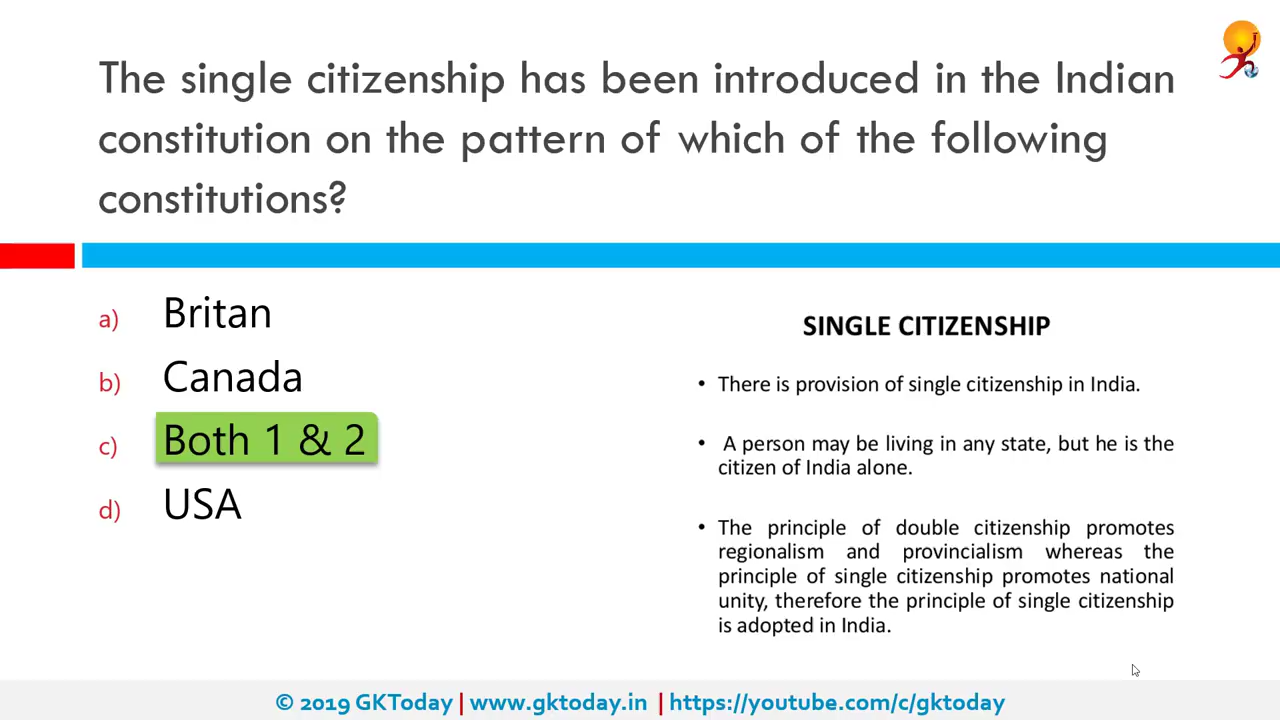 The single citizenship has been introduced in the Indian
constitution on the pattern of which of the following
constitutions?
a) Britan
b) Canada
c) Both 1 & 2
d) USA
SINGLE CITIZENSHIP
• There is provision of single citizenship in India.
• A person may be living in any state, but he is the
citizen of India alone.
• The principle of double citizenship promotes
regionalism and provincialism whereas the
principle of single citizenship promotes national
unity, therefore the principle of single citizenship
is adopted in India.
© 2019 GKToday | www.gktoday.in | https://youtube.com/c/gktoday